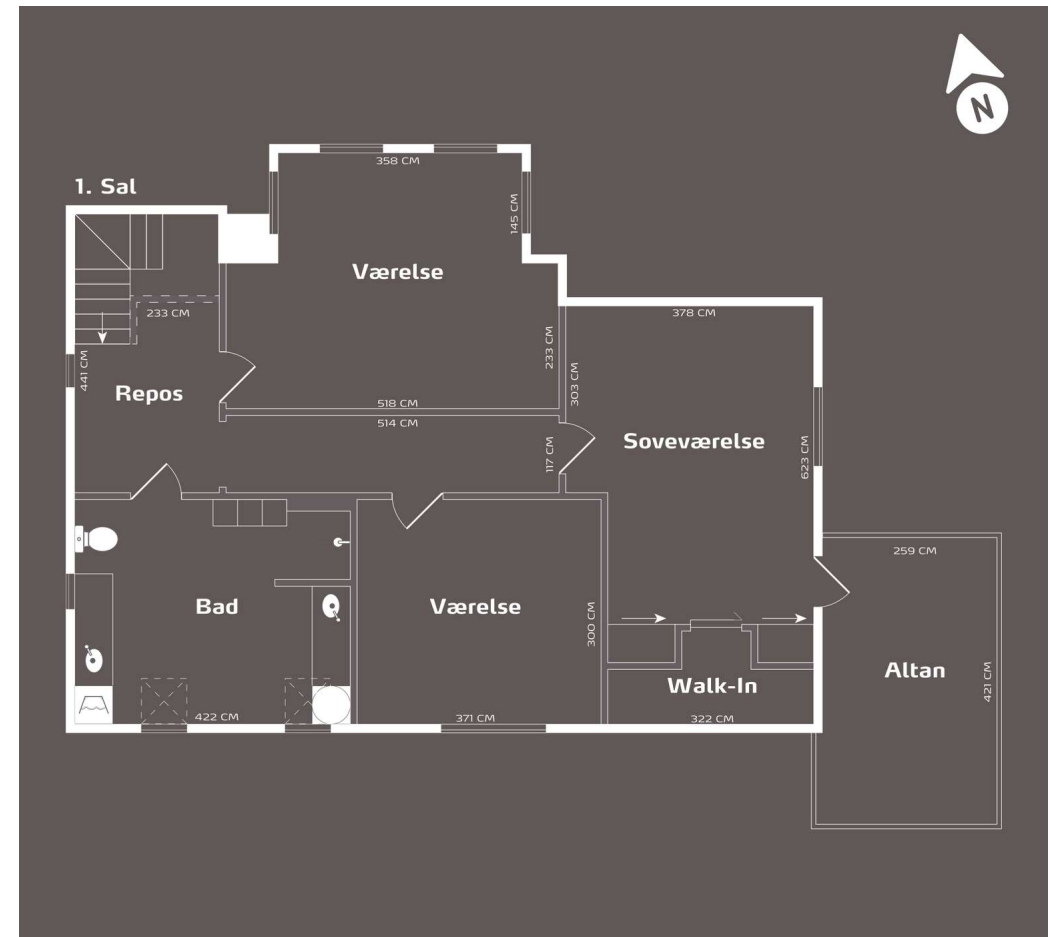 N
358 CM
1. Sal
145 CM
Værelse
233 CM
378 CM
233 CM
441 CM
303 CM
Repos
518 CM
514 CM
Soveværelse
117 CM
623 CM
259 CM
Bad
Værelse
300 CM
Altan
Walk-In
421 CM
422 CM
371 CM
322 CM